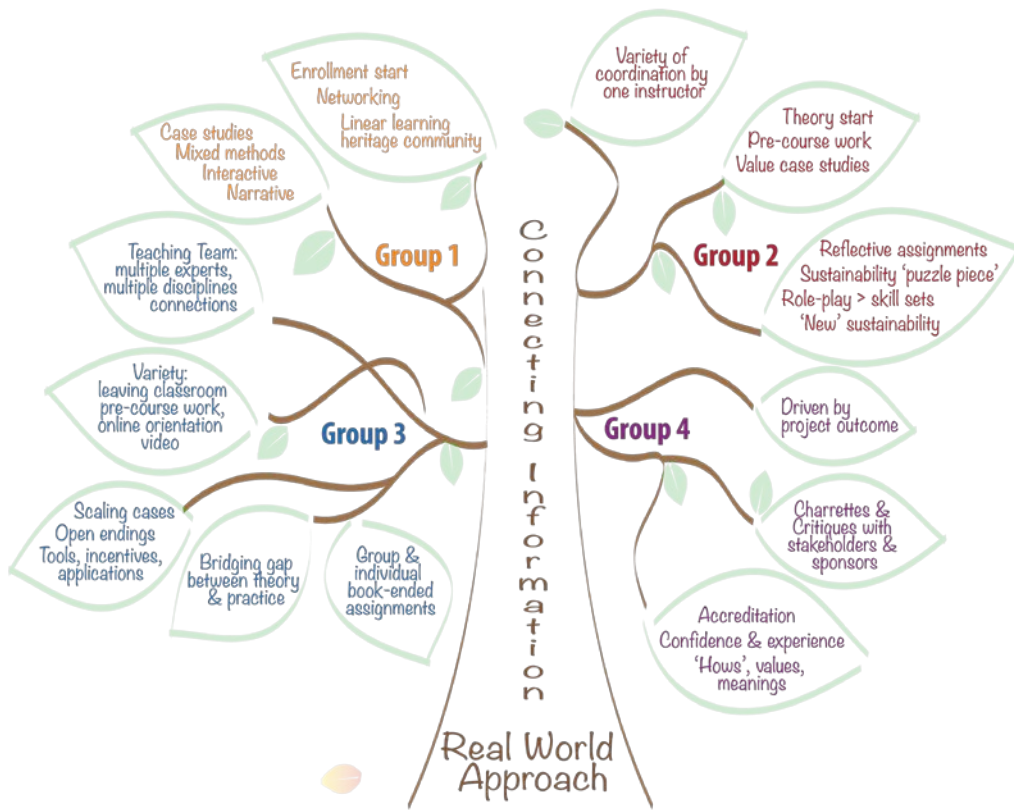 Enrollment start
Networking
Linear learning
heritage community
Case studies
Mixed methods
Interactive
Narrative
Group 1
Variety of
coordination by
one instructor
Theory start
Pre-course work
Value case studies
Group 2
Reflective assignments
Sustainability ‘puzzle piece’
Role-play > skill sets
‘New’ sustainability
Teaching Team:
multiple experts,
multiple disciplines
connections
Variety:
leaving classroom
pre-course work,
online orientation
video
Group 3
Scaling cases
Open endings
Tools, incentives,
applications
Bridging gap
between theory
& practice
Group &
individual
book-ended
assignments
Group 4
Driven by
project outcome
Charrettes &
Critiques with
stakeholders &
sponsors
Accreditation
Confidence & experience
‘Hows’, values,
meanings
Connecting Information
Real World
Approach